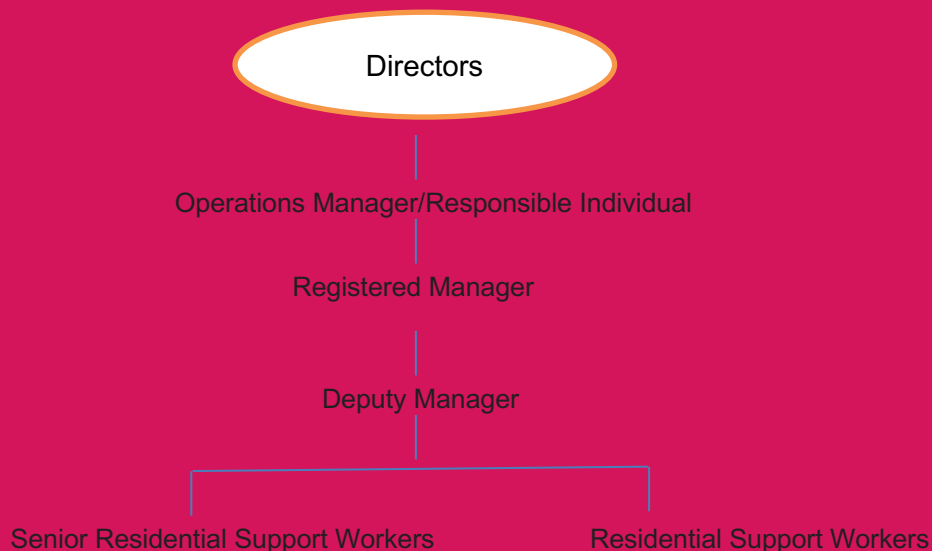 Directors
Operations Manager/Responsible Individual
Registered Manager
Deputy Manager
Senior Residential Support Workers
Residential Support Workers